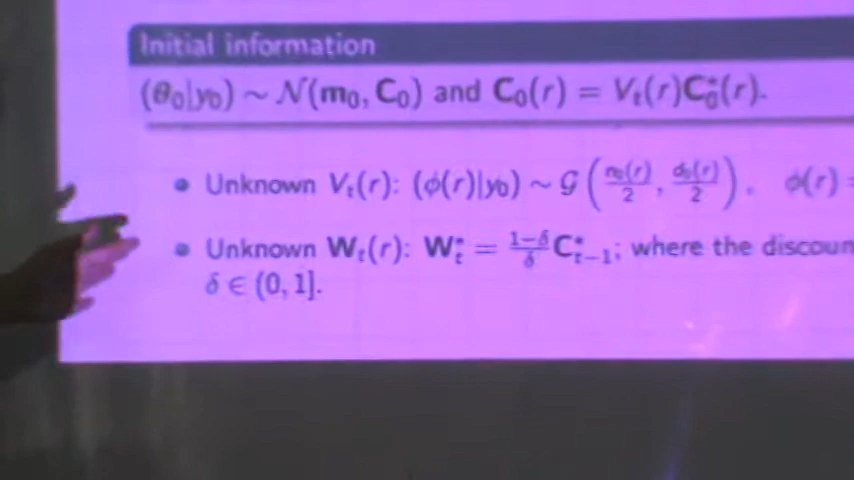 Initial information
(θ₀|y₀) ∼ 𝒩(m₀, C₀) and C₀(r) = Vₜ(r)C₀*(r).
• Unknown Vₜ(r): (ϕ(r)|y₀) ∼ 𝒢(n₀(r)/2, d₀(r)/2), ϕ(r) =
• Unknown Wₜ(r): Wₜ* = (1−δ)/δ C*ₜ₋₁; where the discoun
δ ∈ (0, 1].